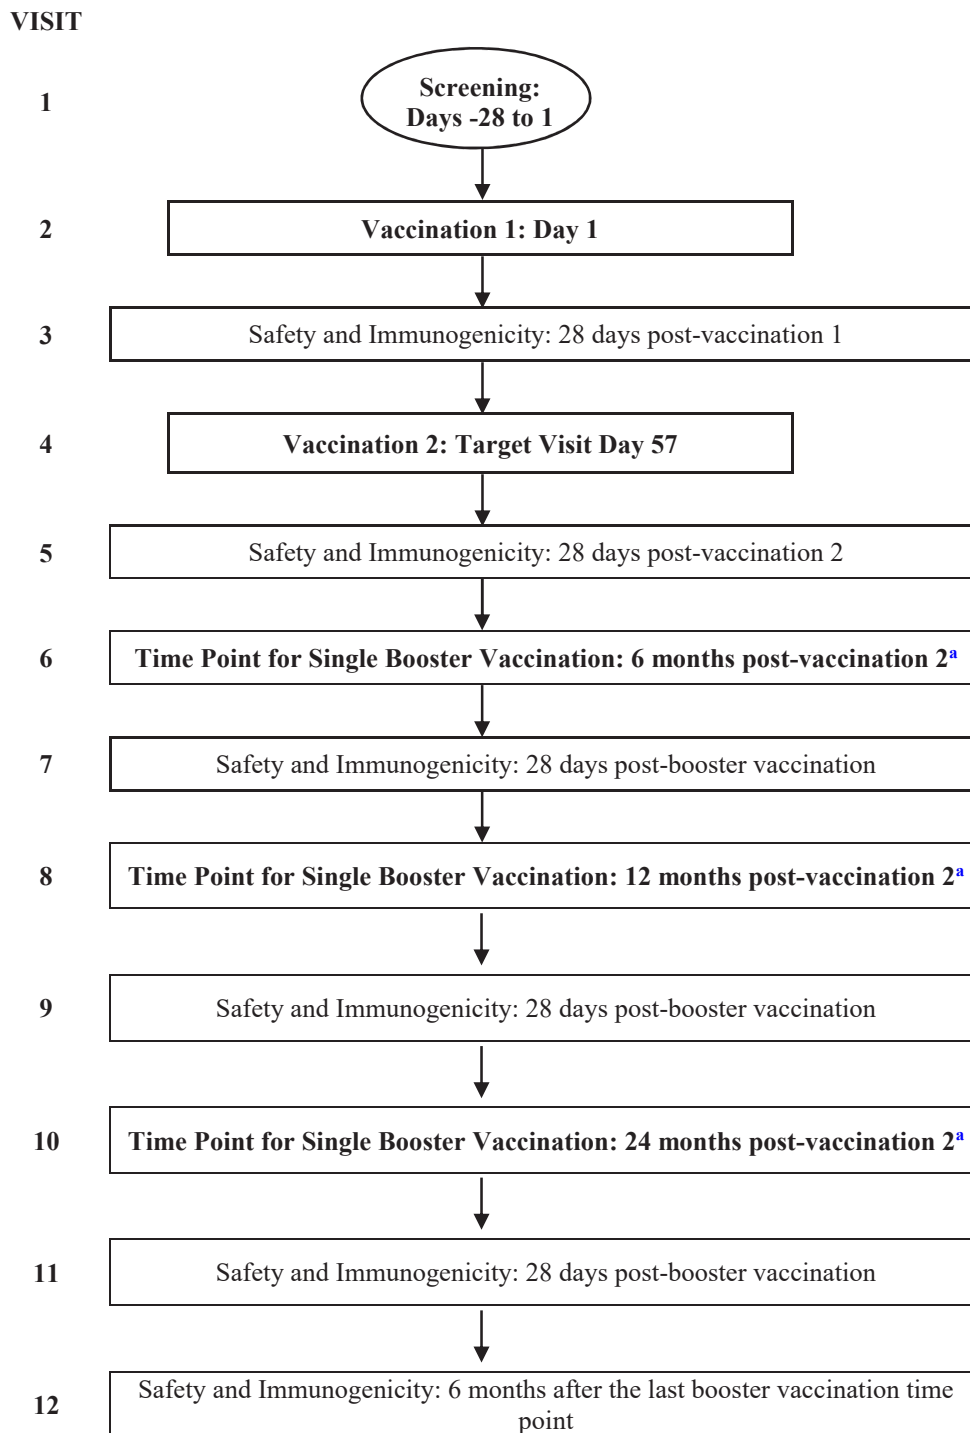 VISIT
1
Screening:
Days -28 to 1
2
Vaccination 1: Day 1
3
Safety and Immunogenicity: 28 days post-vaccination 1
4
Vaccination 2: Target Visit Day 57
5
Safety and Immunogenicity: 28 days post-vaccination 2
6
Time Point for Single Booster Vaccination: 6 months post-vaccination 2a
7
Safety and Immunogenicity: 28 days post-booster vaccination
8
Time Point for Single Booster Vaccination: 12 months post-vaccination 2a
9
Safety and Immunogenicity: 28 days post-booster vaccination
10
Time Point for Single Booster Vaccination: 24 months post-vaccination 2a
11
Safety and Immunogenicity: 28 days post-booster vaccination
12
Safety and Immunogenicity: 6 months after the last booster vaccination time
point